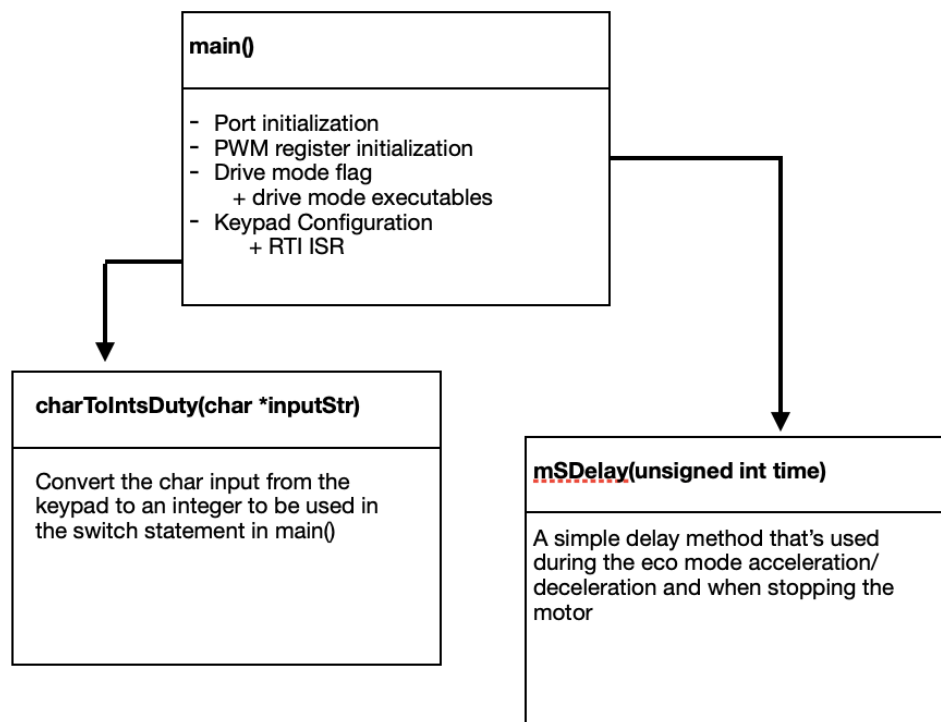 main()
- Port initialization
- PWM register initialization
- Drive mode flag
+ drive mode executables
- Keypad Configuration
+ RTI ISR
charToIntsDuty(char *inputStr)
Convert the char input from the
keypad to an integer to be used in
the switch statement in main()
mSDelay(unsigned int time)
A simple delay method that’s used
during the eco mode acceleration/
deceleration and when stopping the
motor